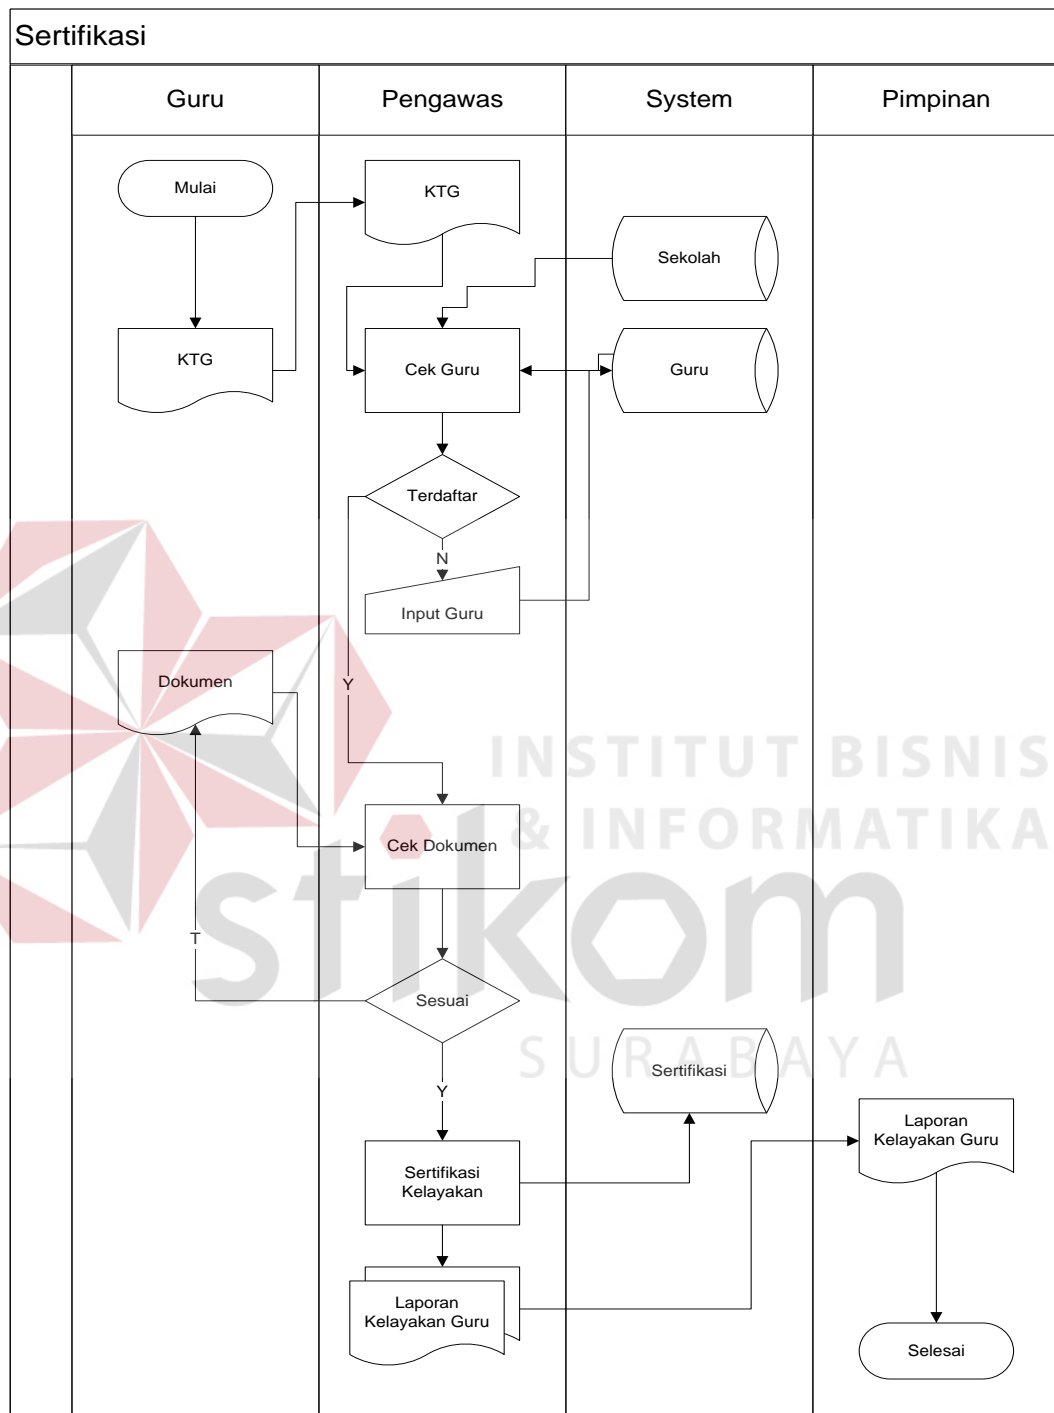 Sertifikasi
Guru
Pengawas
System
Pimpinan
Mulai
KTG
Sekolah
KTG
Cek Guru
Guru
Terdaftar
N
Input Guru
Dokumen
Y
INSTITUT BISNIS
& INFORMATIKA
Cek Dokumen
stikom
T
Sesuai
SURABAYA
Sertifikasi
Y
Laporan
Kelayakan Guru
Sertifikasi
Kelayakan
Laporan
Kelayakan Guru
Selesai